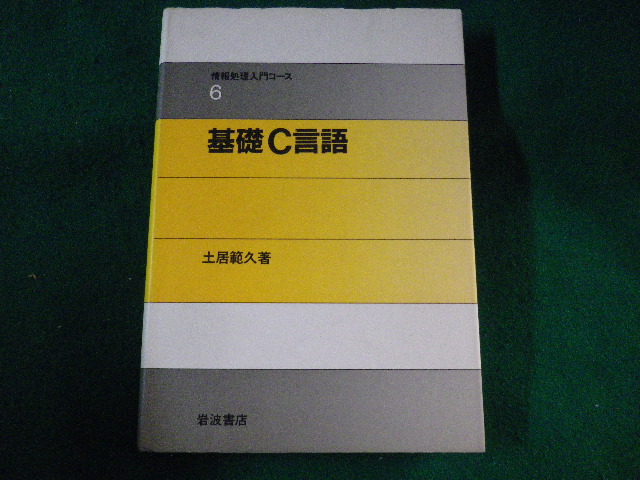 情報処理入門コース
6
基礎C言語
土居範久著
岩波書店